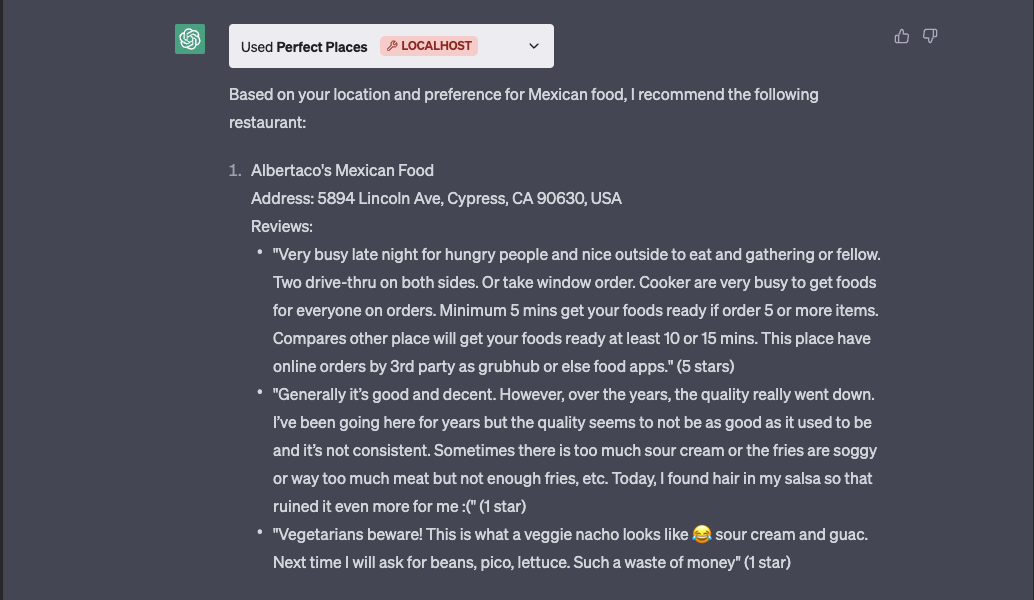 Used Perfect Places LOCALHOST
Based on your location and preference for Mexican food, I recommend the following
restaurant:
1. Albertaco's Mexican Food
Address: 5894 Lincoln Ave, Cypress, CA 90630, USA
Reviews:
• "Very busy late night for hungry people and nice outside to eat and gathering or fellow.
Two drive-thru on both sides. Or take window order. Cooker are very busy to get foods
for everyone on orders. Minimum 5 mins get your foods ready if order 5 or more items.
Compares other place will get your foods ready at least 10 or 15 mins. This place have
online orders by 3rd party as grubhub or else food apps." (5 stars)
• "Generally it’s good and decent. However, over the years, the quality really went down.
I’ve been going here for years but the quality seems to not be as good as it used to be
and it’s not consistent. Sometimes there is too much sour cream or the fries are soggy
or way too much meat but not enough fries, etc. Today, I found hair in my salsa so that
ruined it even more for me :(" (1 star)
• "Vegetarians beware! This is what a veggie nacho looks like 😂 sour cream and guac.
Next time I will ask for beans, pico, lettuce. Such a waste of money" (1 star)